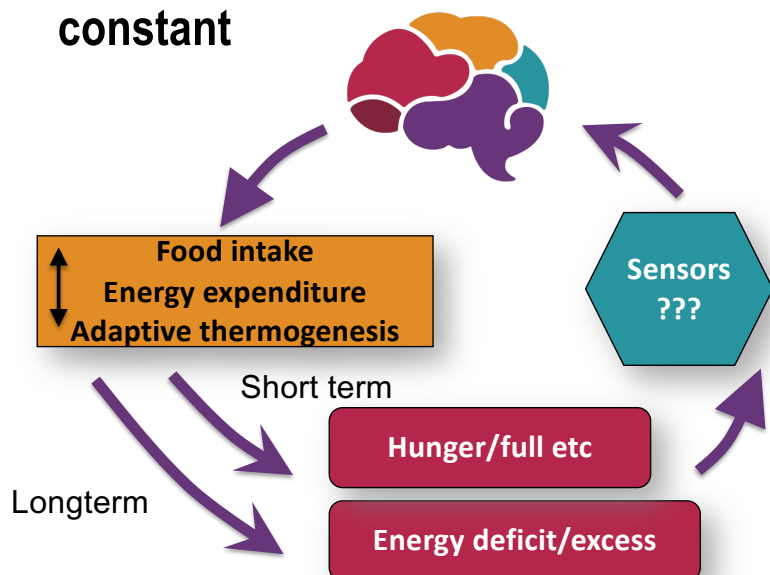 constant
Food intake
Energy expenditure
Adaptive thermogenesis
Sensors
???
Short term
Hunger/full etc
Longterm
Energy deficit/excess